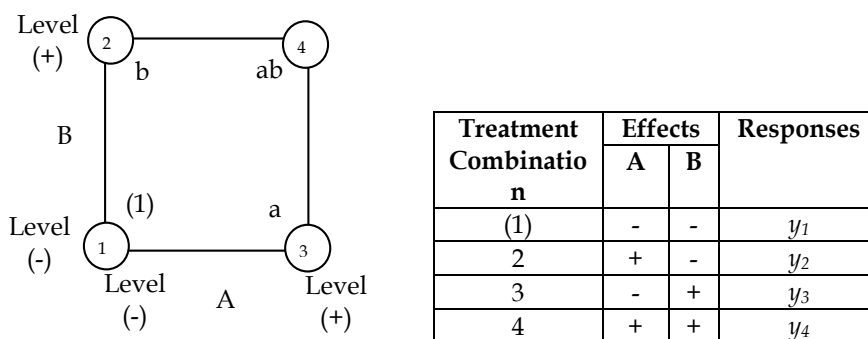 Level
(+)
2
4
b
ab
B
(1)
a
Level
(-)
1
3
Level
(-)
A
Level
(+)
Treatment Effects Responses
Combinatio A B
n
(1) - - y1
2 + - y2
3 - + y3
4 + + y4